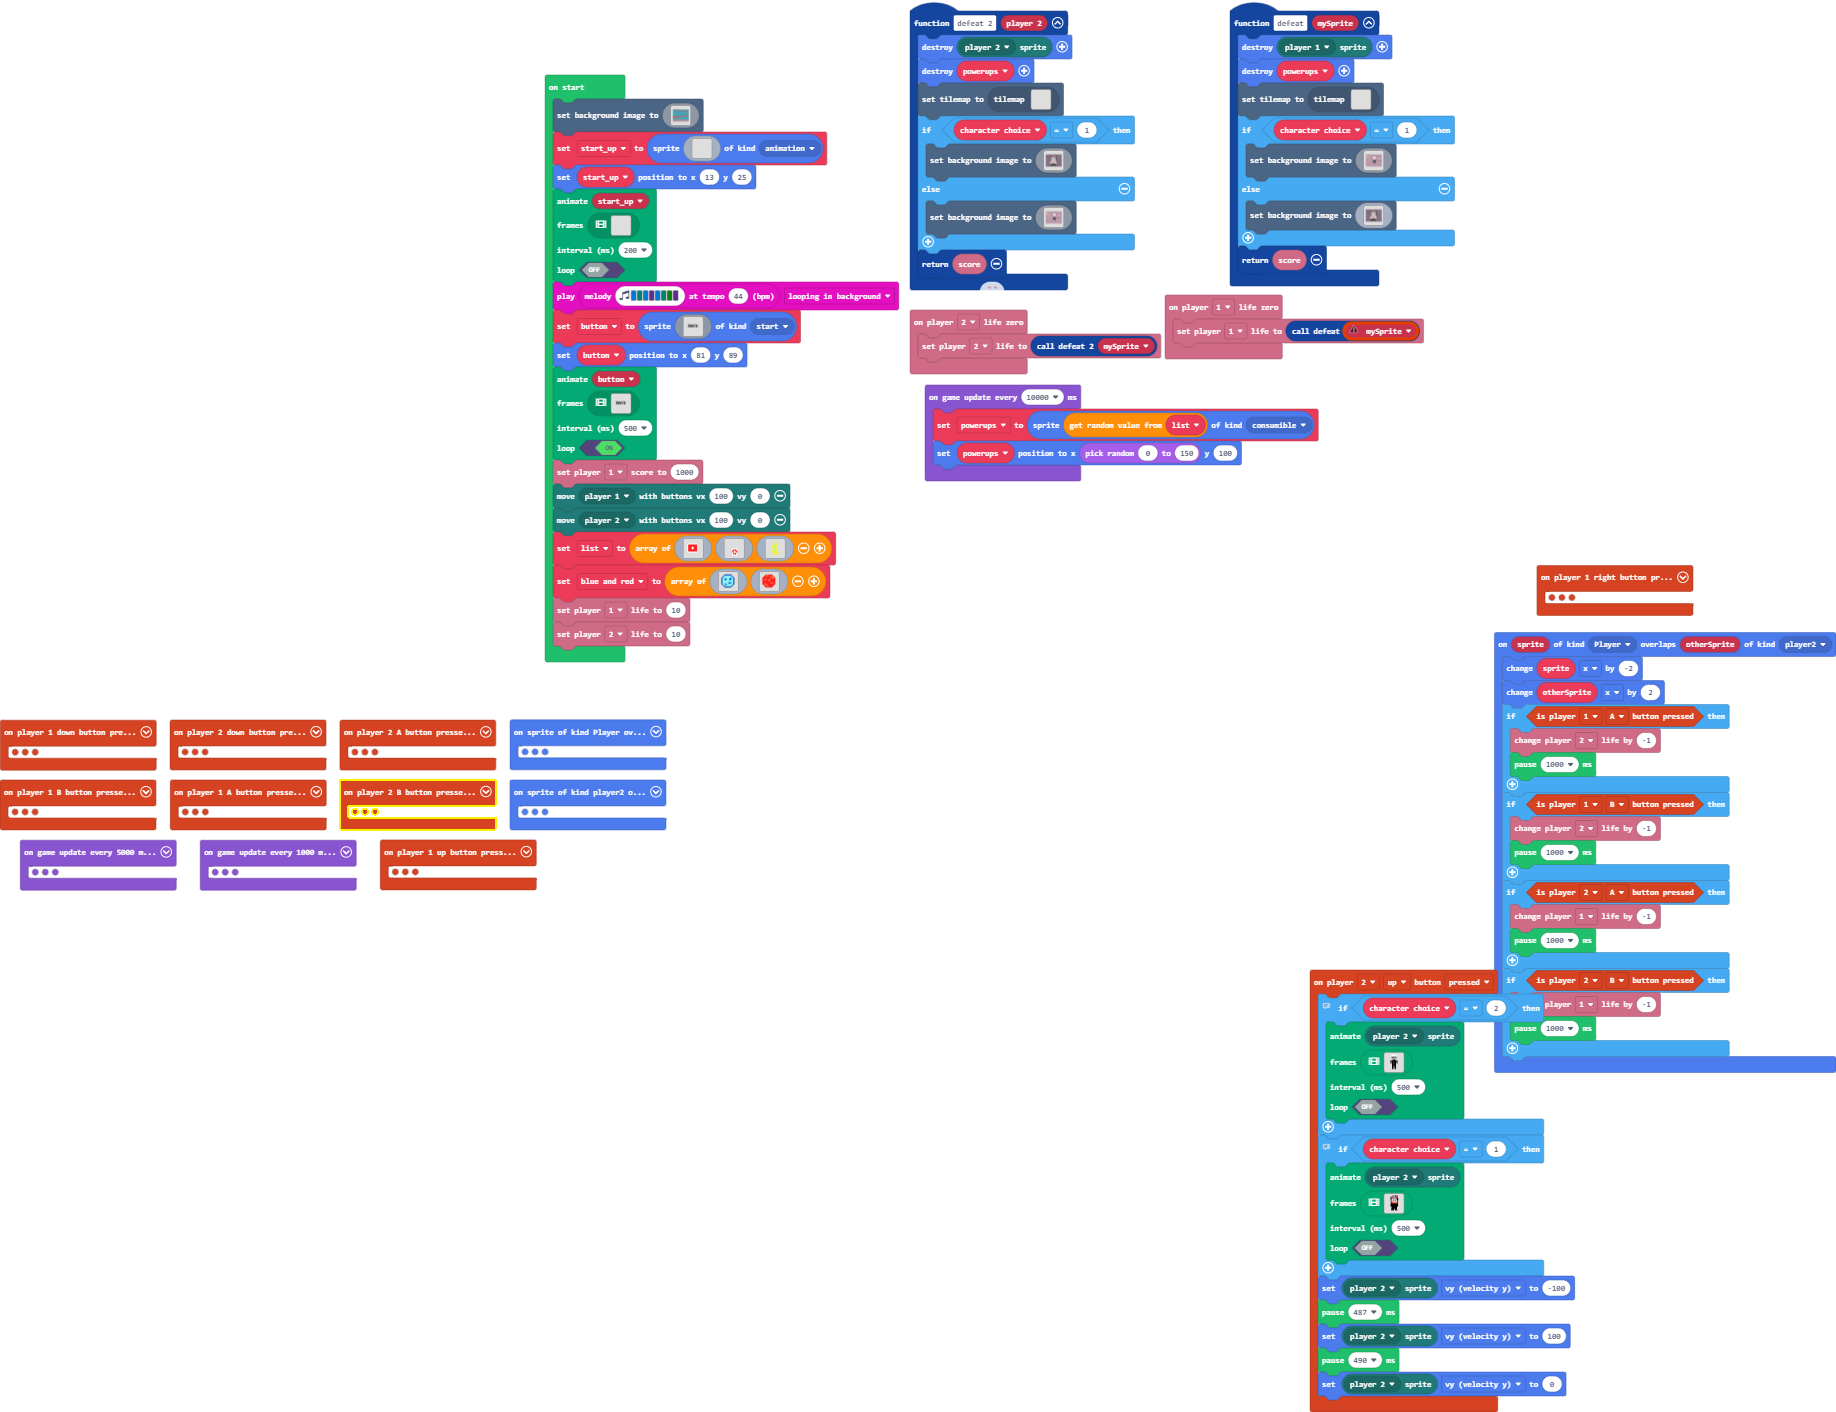 function defeat 2 player 2
destroy player 2 sprite
destroy powerups
set tilemap to tilemap
if character choice = 1 then
set background image to
else
set background image to
return score
function defeat mySprite
destroy player 1 sprite
destroy powerups
set tilemap to tilemap
if character choice = 1 then
set background image to
else
set background image to
return score
on start
set background image to
set start_up to sprite of kind animation
set start_up position to x 13 y 25
animate start_up
frames
interval (ms) 200
loop OFF
play melody at tempo 44 (bpm) looping in background
set button to sprite of kind start
set button position to x 81 y 89
animate button
frames
interval (ms) 500
loop ON
set player 1 score to 1000
move player 1 with buttons vx 100 vy 0
move player 2 with buttons vx 100 vy 0
set list to array of
set blue and red to array of
set player 1 life to 10
set player 2 life to 10
on player 2 life zero
set player 2 life to call defeat 2 mySprite
on player 1 life zero
set player 1 life to call defeat mySprite
on game update every 10000 ms
set powerups to sprite get random value from list of kind consumible
set powerups position to x pick random 0 to 150 y 100
on player 1 right button pr...
on sprite of kind Player overlaps otherSprite of kind player2
change sprite x by -2
change otherSprite x by 2
if is player 1 A button pressed then
change player 2 life by -1
pause 1000 ms
if is player 1 B button pressed then
change player 2 life by -1
pause 1000 ms
if is player 2 A button pressed then
change player 1 life by -1
pause 1000 ms
if is player 2 B button pressed then
player 1 life by -1
pause 1000 ms
on player 1 down button pre...
on player 2 down button pre...
on player 2 A button presse...
on sprite of kind Player ov...
on player 1 B button presse...
on player 1 A button presse...
on player 2 B button presse...
on sprite of kind player2 o...
on game update every 5000 m...
on game update every 1000 m...
on player 1 up button press...
on player 2 up button pressed
if character choice = 2 then
animate player 2 sprite
frames
interval (ms) 500
loop OFF
if character choice = 1 then
animate player 2 sprite
frames
interval (ms) 500
loop OFF
set player 2 sprite vy (velocity y) to -100
pause 487 ms
set player 2 sprite vy (velocity y) to 100
pause 490 ms
set player 2 sprite vy (velocity y) to 0